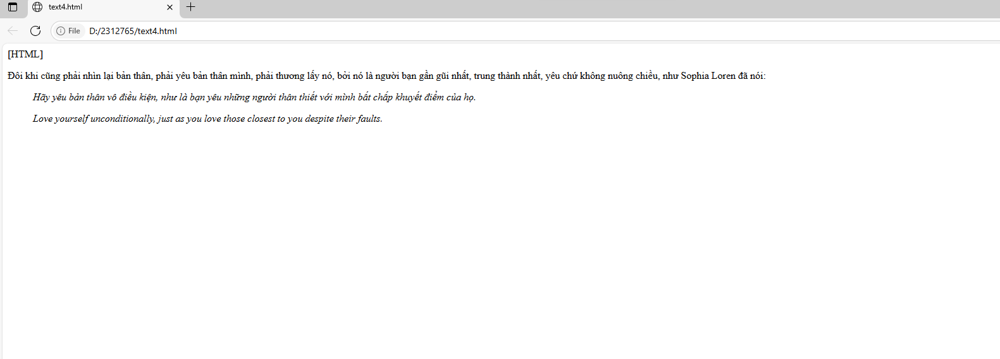 text4.html
File D:/2312765/text4.html
[HTML]
Đôi khi cũng phải nhìn lại bản thân, phải yêu bản thân mình, phải thương lấy nó, bởi nó là người bạn gần gũi nhất, trung thành nhất, yêu chứ không nuông chiều, như Sophia Loren đã nói:
Hãy yêu bản thân vô điều kiện, như là bạn yêu những người thân thiết với mình bất chấp khuyết điểm của họ.
Love yourself unconditionally, just as you love those closest to you despite their faults.